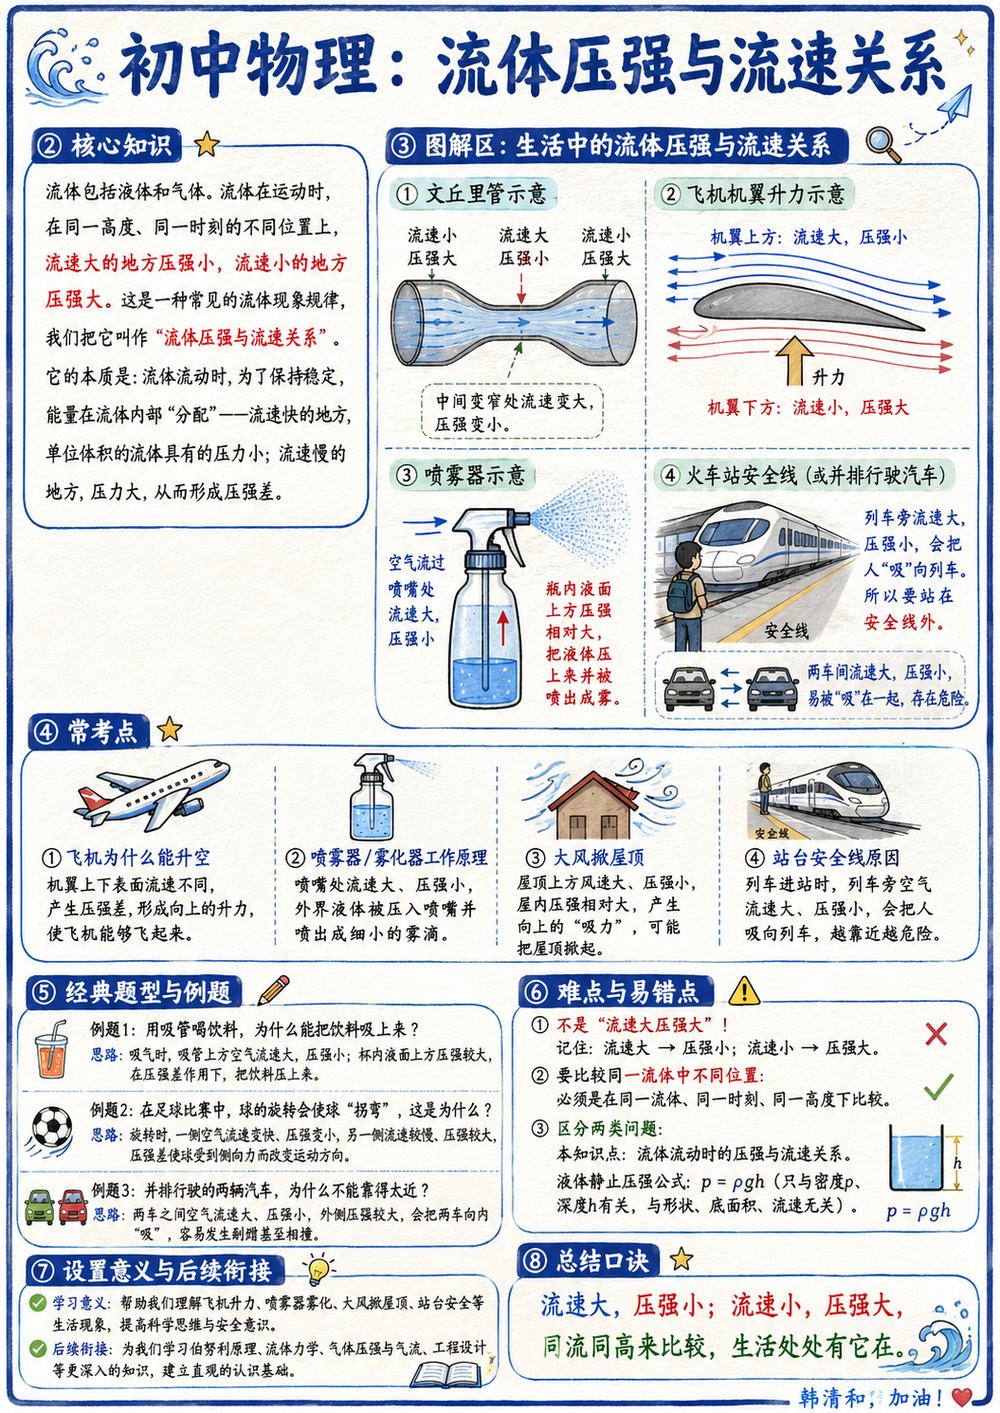 初中物理：流体压强与流速关系
② 核心知识
流体包括液体和气体。流体在运动时，
在同一高度、同一时刻的不同位置上，
流速大的地方压强小，流速小的地方
压强大。这是一种常见的流体现象规律，
我们把它叫作“流体压强与流速关系”。
它的本质是：流体流动时，为了保持稳定，
能量在流体内部“分配”——流速快的地方，
单位体积的流体具有的压力小；流速慢的
地方，压力大，从而形成压强差。
③ 图解区：生活中的流体压强与流速关系
① 文丘里管示意
流速小
压强大
流速大
压强小
流速小
压强大
中间变窄处流速变大，
压强变小。
② 飞机机翼升力示意
机翼上方：流速大，压强小
升力
机翼下方：流速小，压强大
③ 喷雾器示意
空气流过
喷嘴处
流速大，
压强小
瓶内液面
上方压强
相对大，
把液体压
上来并被
喷出成雾。
④ 火车站安全线（或并排行驶汽车）
列车旁流速大，
压强小，会把
人“吸”向列车。
所以要站在
安全线外。
安全线
两车间流速大，压强小，
易被“吸”在一起，存在危险。
④ 常考点
① 飞机为什么能升空
机翼上下表面流速不同，
产生压强差，形成向上的升力，
使飞机能够飞起来。
② 喷雾器/雾化器工作原理
喷嘴处流速大、压强小，
外界液体被压入喷嘴并
喷出成细小的雾滴。
③ 大风掀屋顶
屋顶上方风速大、压强小，
屋内压强相对大，产生
向上的“吸力”，可能
把屋顶掀起。
安全线
④ 站台安全线原因
列车进站时，列车旁空气
流速大、压强小，会把人
吸向列车，越靠近越危险。
⑤ 经典题型与例题
例题1：用吸管喝饮料，为什么能把饮料吸上来？
思路：吸气时，吸管上方空气流速大，压强小；杯内液面上方压强较大，
在压强差作用下，把饮料压上来。
例题2：在足球比赛中，球的旋转会使球“拐弯”，这是为什么？
思路：旋转时，一侧空气流速变快、压强变小，另一侧流速较慢、压强较大，
压强差使球受到侧向力而改变运动方向。
例题3：并排行驶的两辆汽车，为什么不能靠得太近？
思路：两车之间空气流速大、压强小，外侧压强较大，会把两车向内
“吸”，容易发生剐蹭甚至相撞。
⑥ 难点与易错点
① 不是“流速大压强大”！
记住：流速大 → 压强小；流速小 → 压强大。
② 要比较同一流体中不同位置：
必须是在同一流体、同一时刻、同一高度下比较。
③ 区分两类问题：
本知识点：流体流动时的压强与流速关系。
液体静止压强公式：p = ρgh（只与密度ρ、
深度h有关，与形状、底面积、流速无关）。
h
p = ρgh
⑦ 设置意义与后续衔接
学习意义：帮助我们理解飞机升力、喷雾器雾化、大风掀屋顶、站台安全等
生活现象，提高科学思维与安全意识。
后续衔接：为我们学习伯努利原理、流体力学、气体压强与气流、工程设计
等更深入的知识，建立直观的认识基础。
⑧ 总结口诀
流速大，压强小；流速小，压强大，
同流同高来比较，生活处处有它在。
韩清和，加油！